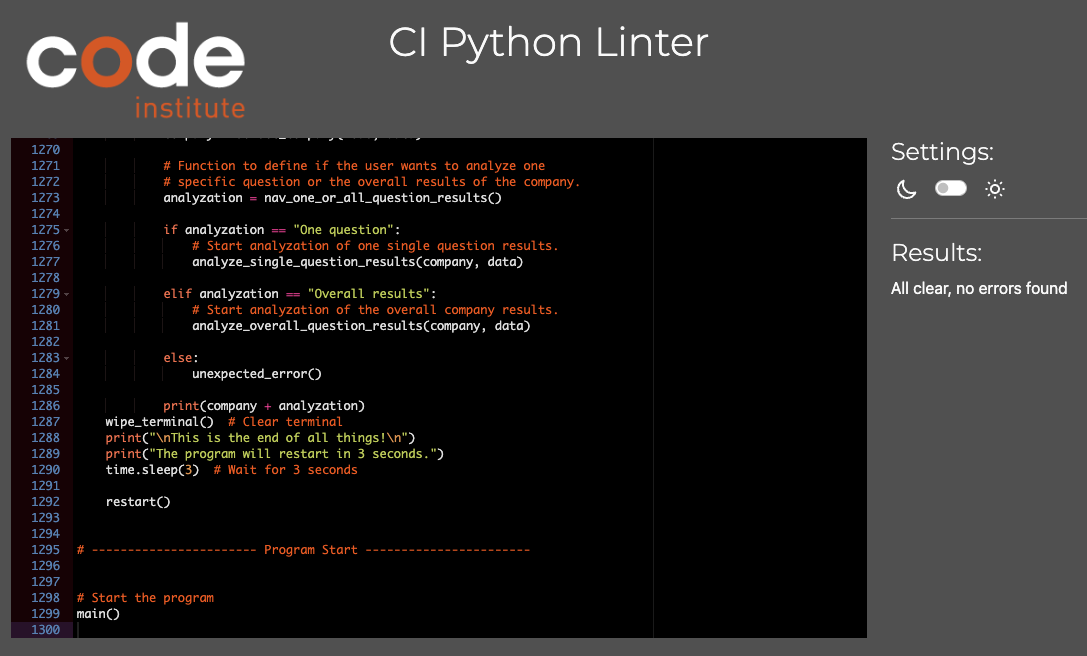 code
institute
CI Python Linter
1270
1271 # Function to define if the user wants to analyze one
1272 # specific question or the overall results of the company.
1273 analyzation = nav_one_or_all_question_results()
1274
1275 if analyzation == "One question":
1276 # Start analyzation of one single question results.
1277 analyze_single_question_results(company, data)
1278
1279 elif analyzation == "Overall results":
1280 # Start analyzation of the overall company results.
1281 analyze_overall_question_results(company, data)
1282
1283 else:
1284 unexpected_error()
1285
1286 print(company + analyzation)
1287 wipe_terminal()  # Clear terminal
1288 print("\nThis is the end of all things!\n")
1289 print("The program will restart in 3 seconds.")
1290 time.sleep(3)  # Wait for 3 seconds
1291
1292 restart()
1293
1294
1295 # ----------------------- Program Start -----------------------
1296
1297
1298 # Start the program
1299 main()
1300
Settings:
Results:
All clear, no errors found